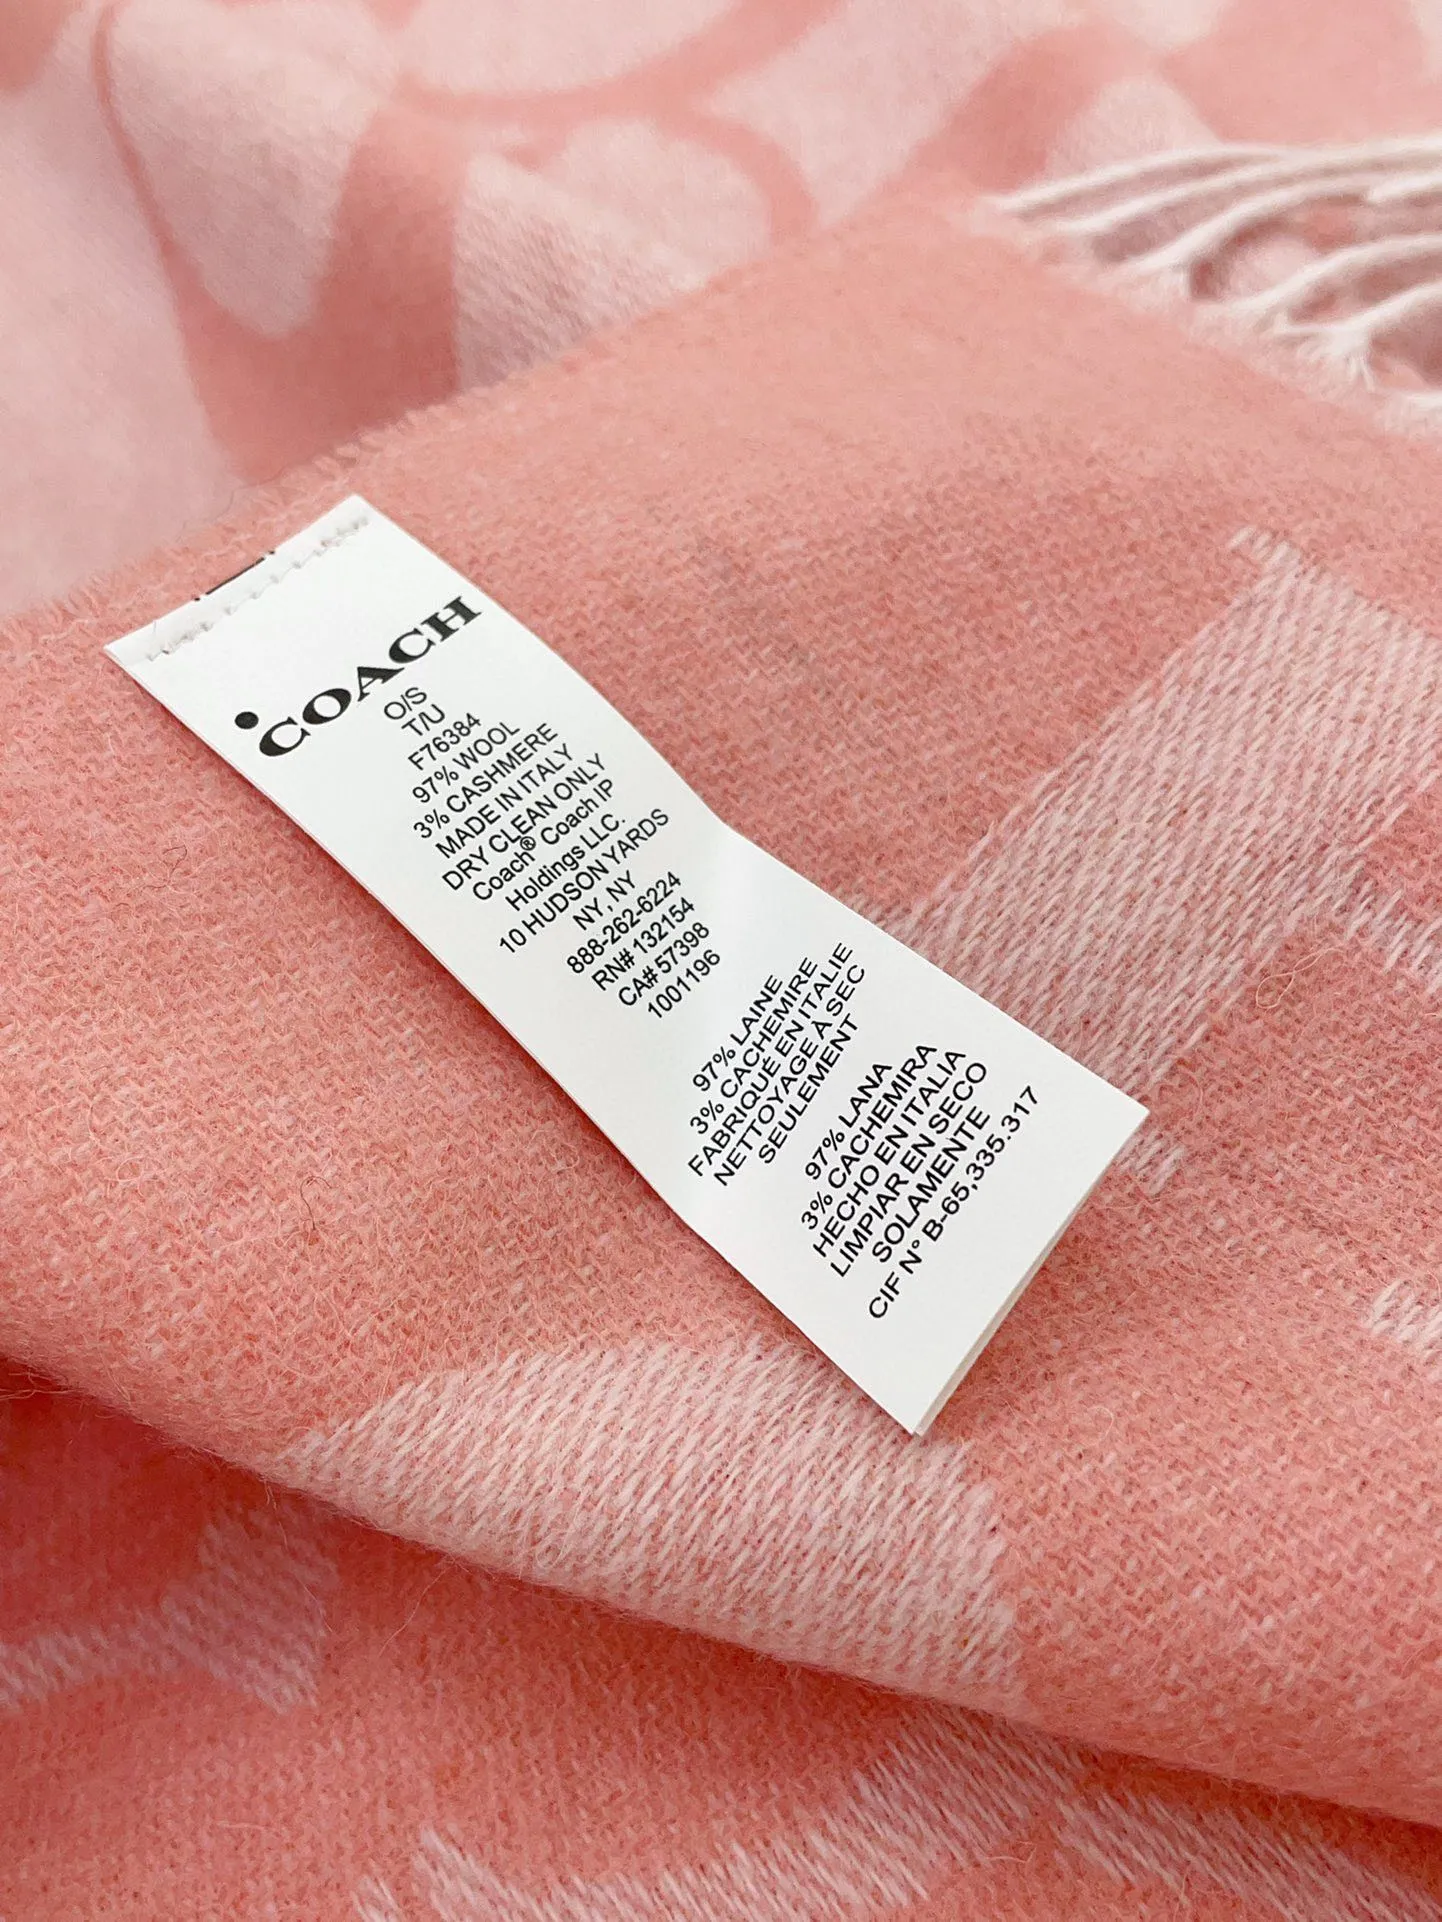 COACH
O/S
T/U
F76384
97% WOOL
3% CASHMERE
MADE IN ITALY
DRY CLEAN ONLY
Coach® Coach IP
Holdings LLC.
10 HUDSON YARDS
NY, NY
888-262-6224
RN# 132154
CA# 57398
1001196
97% LAINE
3% CACHEMIRE
FABRIQUÉ EN ITALIE
NETTOYAGE À SEC
SEULEMENT
97% LANA
3% CACHEMIRA
HECHO EN ITALIA
LIMPIAR EN SECO
SOLAMENTE
CIF N° B-65,335.317